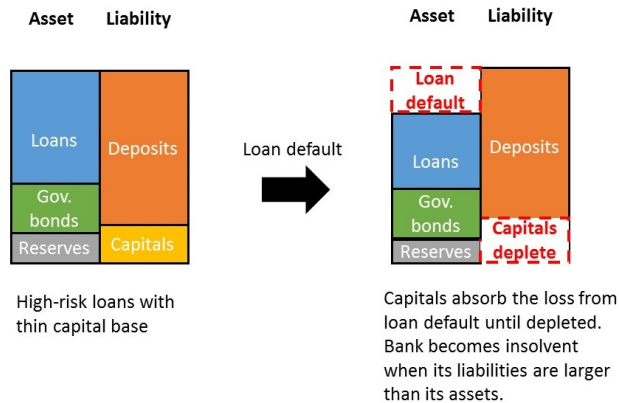 Asset Liability
Loans
Deposits
Gov.
bonds
Reserves
Capitals
High-risk loans with
thin capital base
Loan default
Asset Liability
Loan
default
Loans
Deposits
Gov.
bonds
Reserves
Capitals
deplete
Capitals absorb the loss from
loan default until depleted.
Bank becomes insolvent
when its liabilities are larger
than its assets.